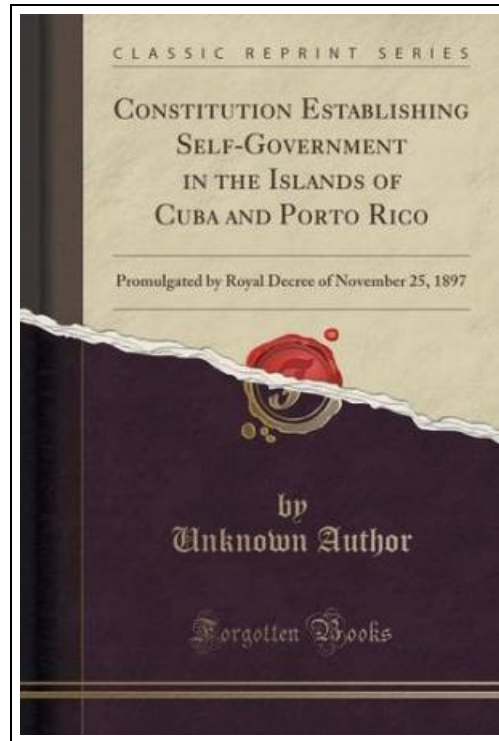 CLASSIC REPRINT SERIES
CONSTITUTION ESTABLISHING
SELF-GOVERNMENT
IN THE ISLANDS OF
CUBA AND PORTO RICO
Promulgated by Royal Decree of November 25, 1897
by
Unknown Author
Forgotten Books